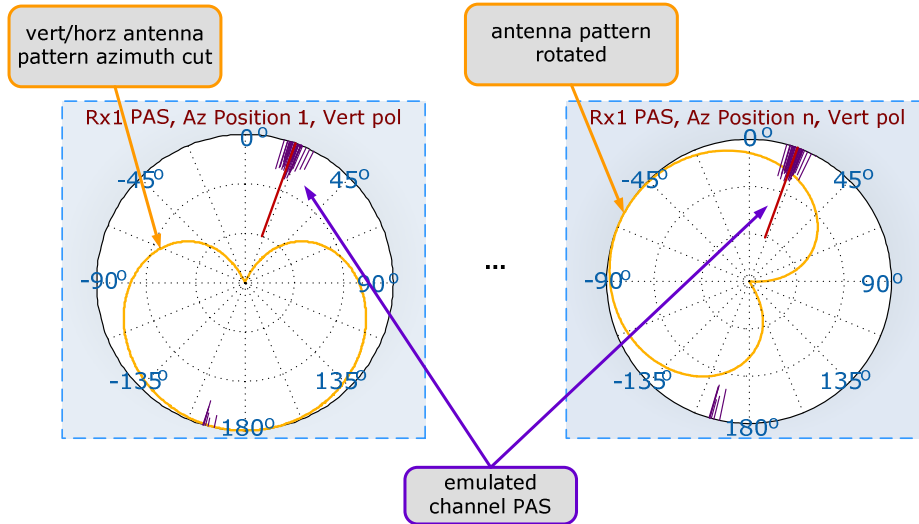 vert/horz antenna
pattern azimuth cut
antenna pattern
rotated
Rx1 PAS, Az Position 1, Vert pol
0°
-45°
45°
-90°
90°
-135°
135°
180°
...
Rx1 PAS, Az Position n, Vert pol
0°
-45°
45°
-90°
90°
-135°
135°
180°
emulated
channel PAS